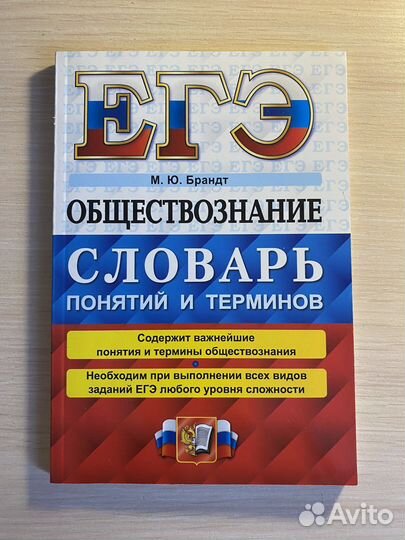 ЕГЭ
М. Ю. Брандт
ОБЩЕСТВОЗНАНИЕ
СЛОВАРЬ
ПОНЯТИЙ И ТЕРМИНОВ
Содержит важнейшие
понятия и термины обществознания
Необходим при выполнении всех видов
заданий ЕГЭ любого уровня сложности
Avito